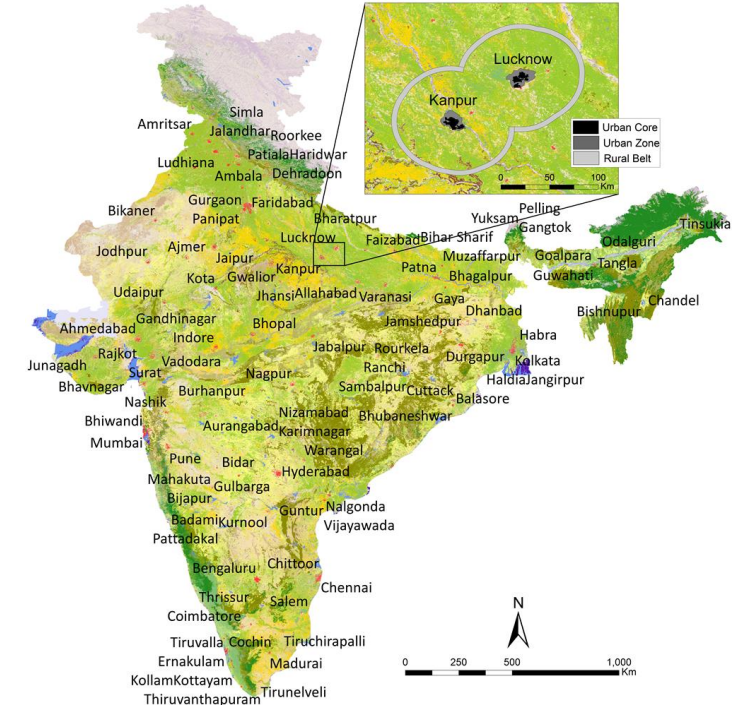 Lucknow
Kanpur
Urban Core
Urban Zone
Rural Belt
0 50 100
Km
Simla
Amritsar
Jalandhar
Roorkee
Patiala
Haridwar
Ludhiana
Ambala
Dehradoon
Gurgaon
Faridabad
Bikaner
Panipat
Bharatpur
Yuksam
Pelling
Gangtok
Tinsukia
Jodhpur
Ajmer
Lucknow
Faizabad
Bihar Sharif
Odalguri
Jaipur
Muzaffarpur
Goalpara
Tangla
Kota
Gwalior
Kanpur
Patna
Bhagalpur
Guwahati
Udaipur
Jhansi
Allahabad
Varanasi
Gaya
Chandel
Dhanbad
Bishnupur
Ahmedabad
Gandhinagar
Bhopal
Jamshedpur
Indore
Habra
Junagadh
Rajkot
Vadodara
Jabalpur
Rourkela
Durgapur
Kolkata
Surat
Nagpur
Ranchi
Haldia
Jangirpur
Bhavnagar
Burhanpur
Sambalpur
Cuttack
Balasore
Nashik
Nizamabad
Bhubaneshwar
Bhiwandi
Aurangabad
Karimnagar
Mumbai
Warangal
Pune
Bidar
Hyderabad
Mahakuta
Gulbarga
Bijapur
Guntur
Nalgonda
Badami
Kurnool
Vijayawada
Pattadakal
Bengaluru
Chittoor
Chennai
Thrissur
Salem
Coimbatore
N
Tiruvalla
Cochin
Tiruchirapalli
Ernakulam
Madurai
0 250 500 1,000
Km
Kollam
Kottayam
Thiruvanthapuram
Tirunelveli